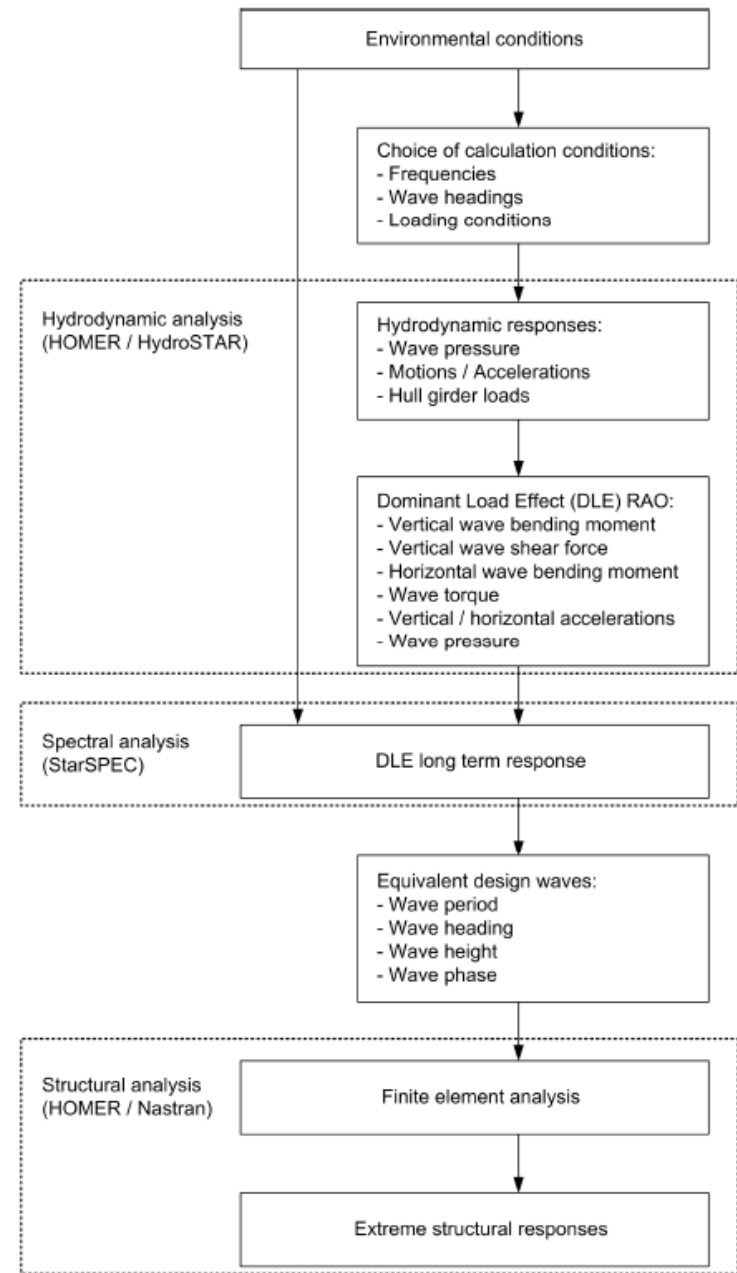 Environmental conditions
Choice of calculation conditions:
- Frequencies
- Wave headings
- Loading conditions
Hydrodynamic analysis
(HOMER / HydroSTAR)
Hydrodynamic responses:
- Wave pressure
- Motions / Accelerations
- Hull girder loads
Dominant Load Effect (DLE) RAO:
- Vertical wave bending moment
- Vertical wave shear force
- Horizontal wave bending moment
- Wave torque
- Vertical / horizontal accelerations
- Wave pressure
Spectral analysis
(StarSPEC)
DLE long term response
Equivalent design waves:
- Wave period
- Wave heading
- Wave height
- Wave phase
Structural analysis
(HOMER / Nastran)
Finite element analysis
Extreme structural responses